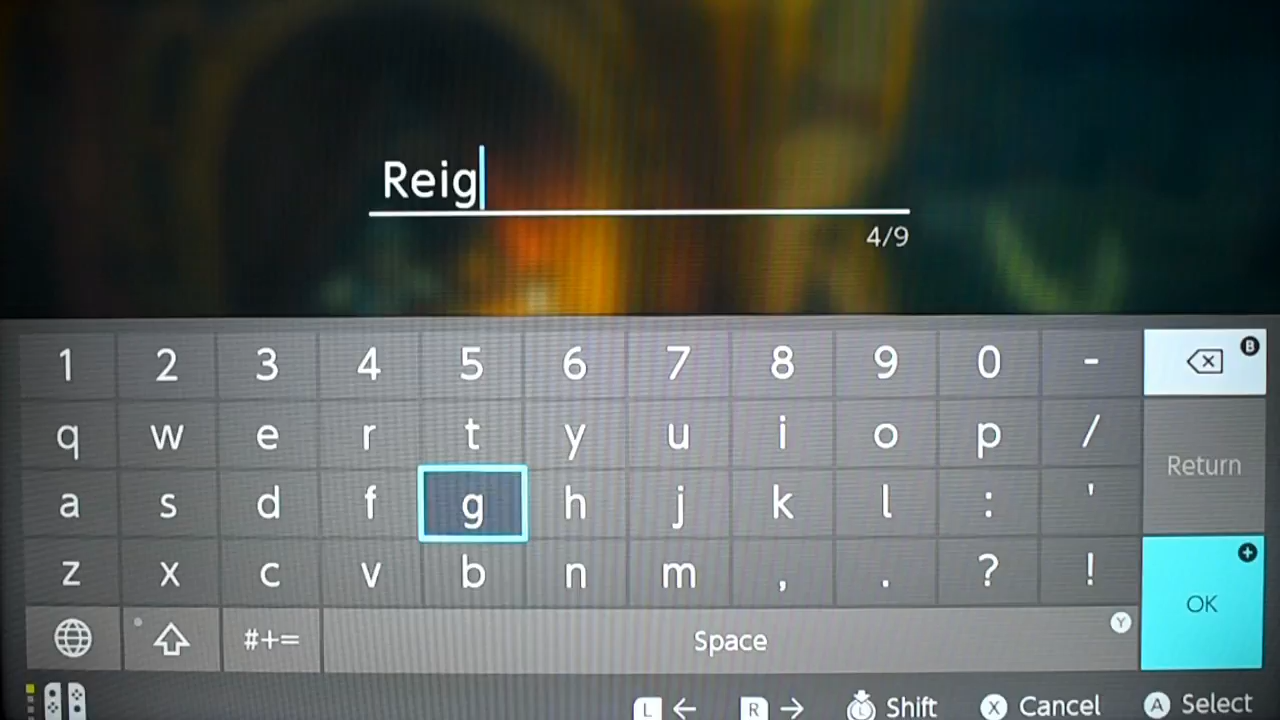 Reig
4/9
1 2 3 4 5 6 7 8 9 0 - B
q w e r t y u i o p / Return
a s d f g h j k l : '
z x c v b n m , . ? ! + OK
#+= Space Y
L ← R → L Shift X Cancel A Select